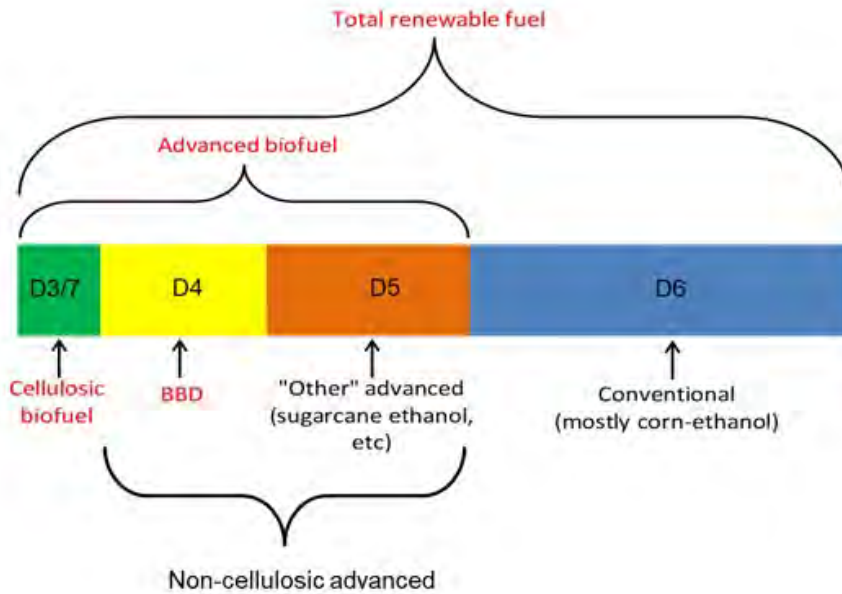 Total renewable fuel
Advanced biofuel
D3/7
D4
D5
D6
Cellulosic
biofuel
BBD
"Other" advanced
(sugarcane ethanol,
etc)
Conventional
(mostly corn-ethanol)
Non-cellulosic advanced